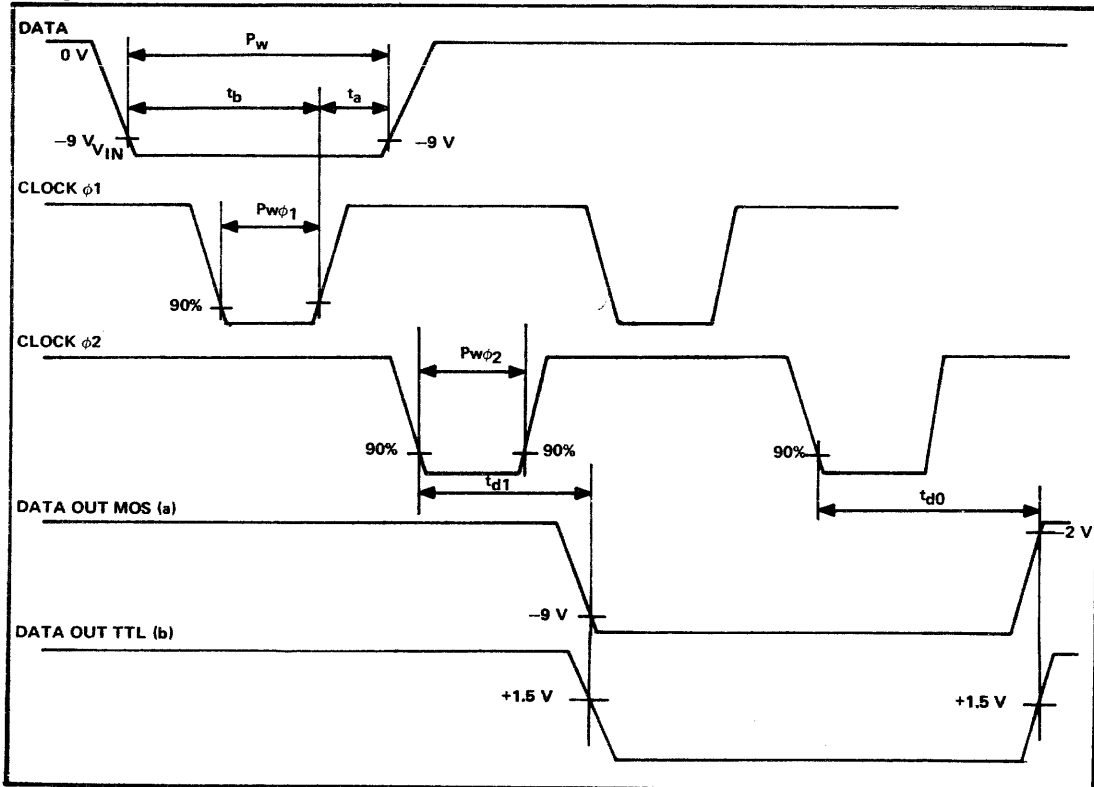 DATA
0 V
Pw
tb
ta
−9 V
VIN
−9 V
CLOCK φ1
Pwφ1
90%
CLOCK φ2
Pwφ2
90%
90%
90%
td1
td0
DATA OUT MOS (a)
−2 V
−9 V
DATA OUT TTL (b)
+1.5 V
+1.5 V